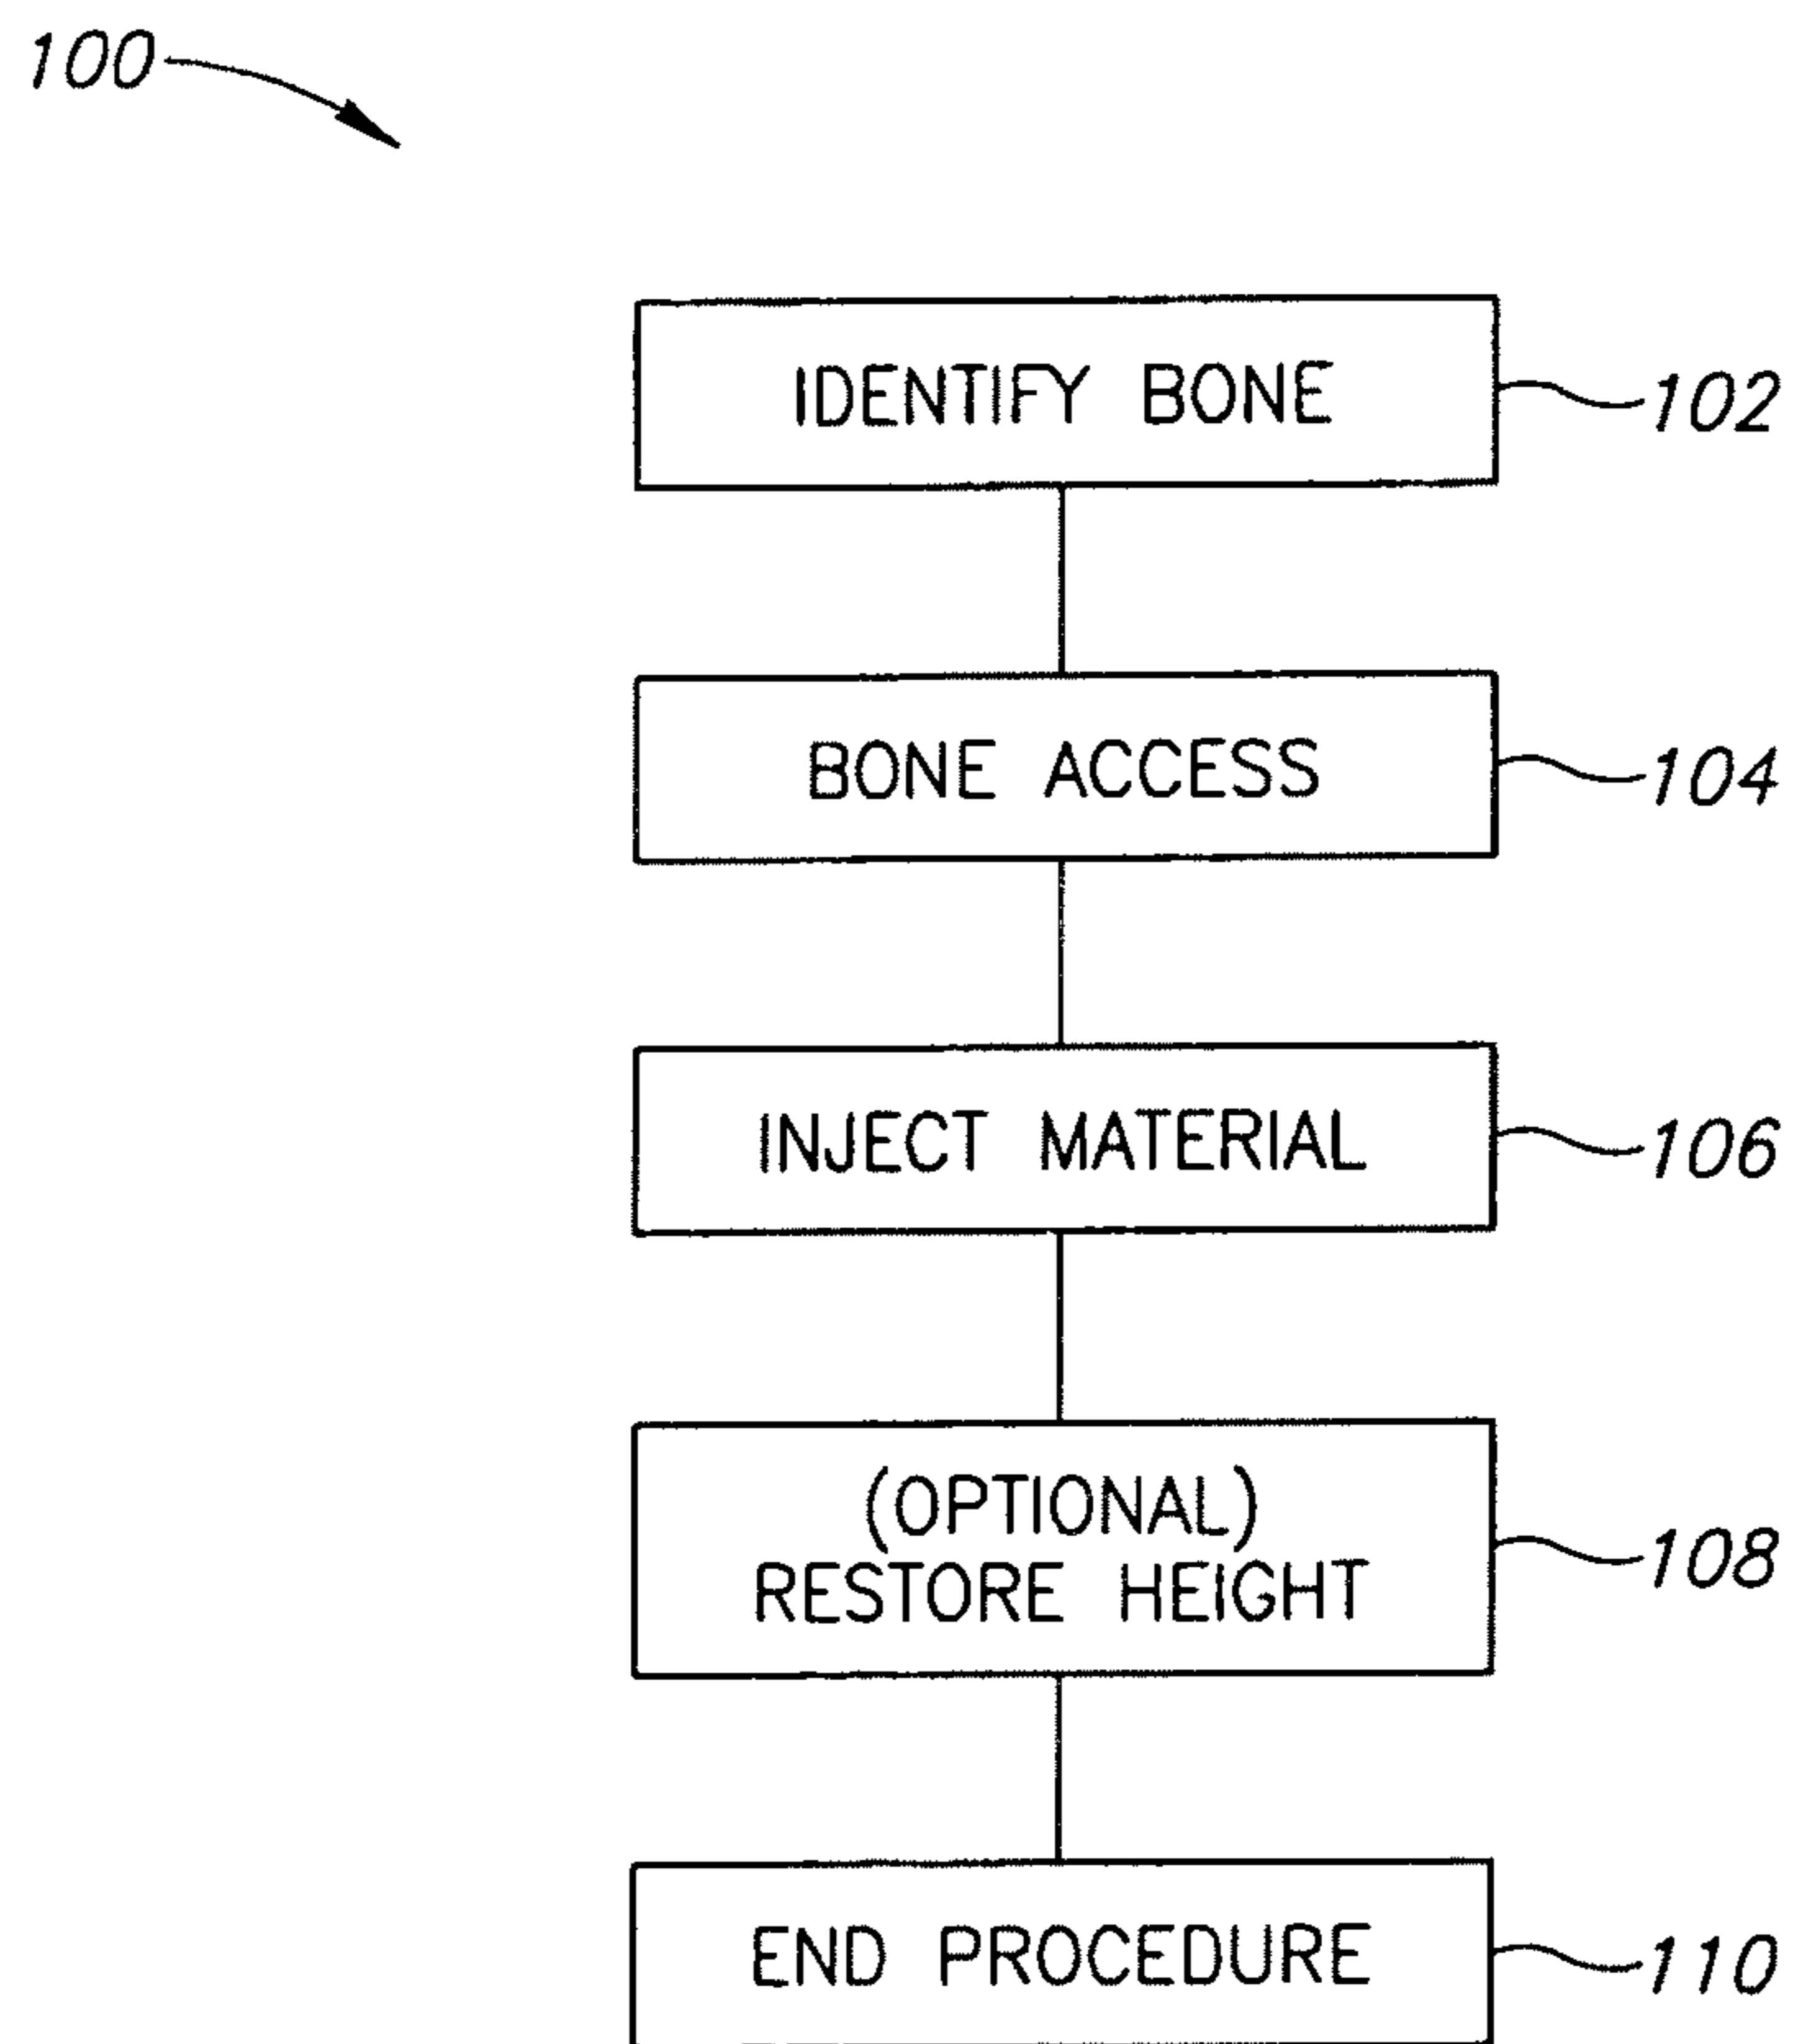 100
IDENTIFY BONE
102
BONE ACCESS
104
INJECT MATERIAL
106
(OPTIONAL)
RESTORE HEIGHT
108
END PROCEDURE
110